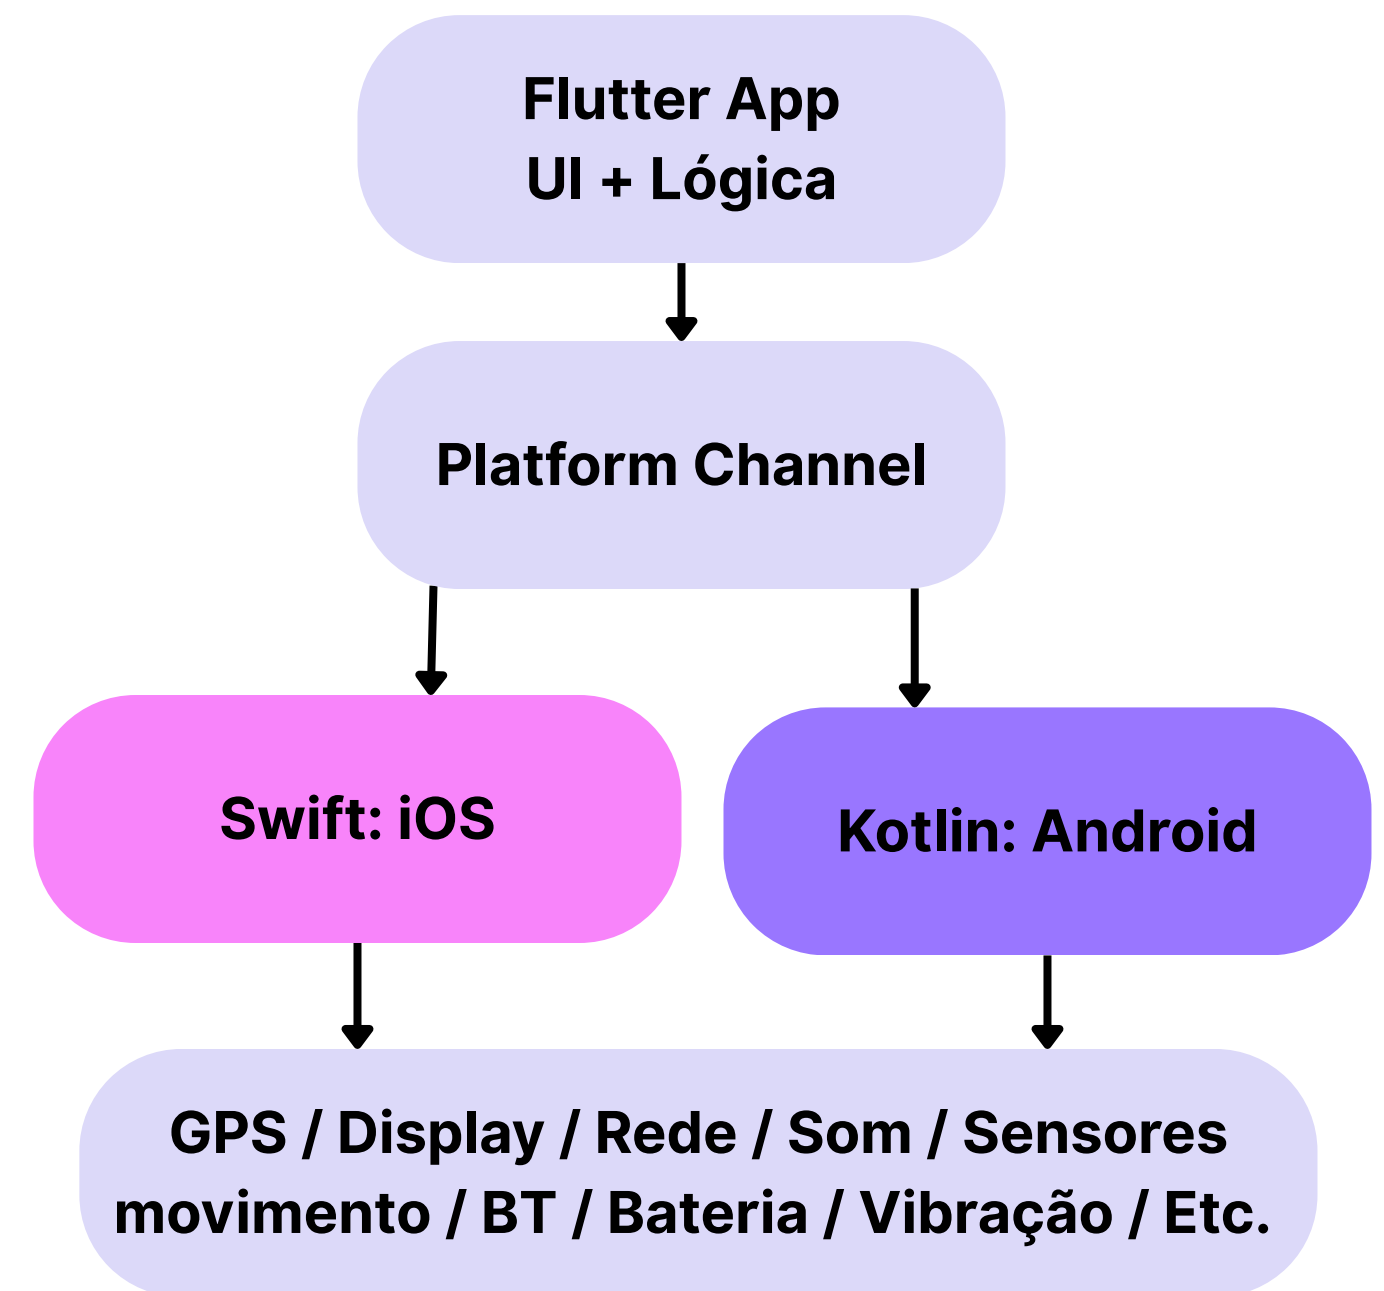 Flutter App
UI + Lógica
Platform Channel
Swift: iOS
Kotlin: Android
GPS / Display / Rede / Som / Sensores
movimento / BT / Bateria / Vibração / Etc.